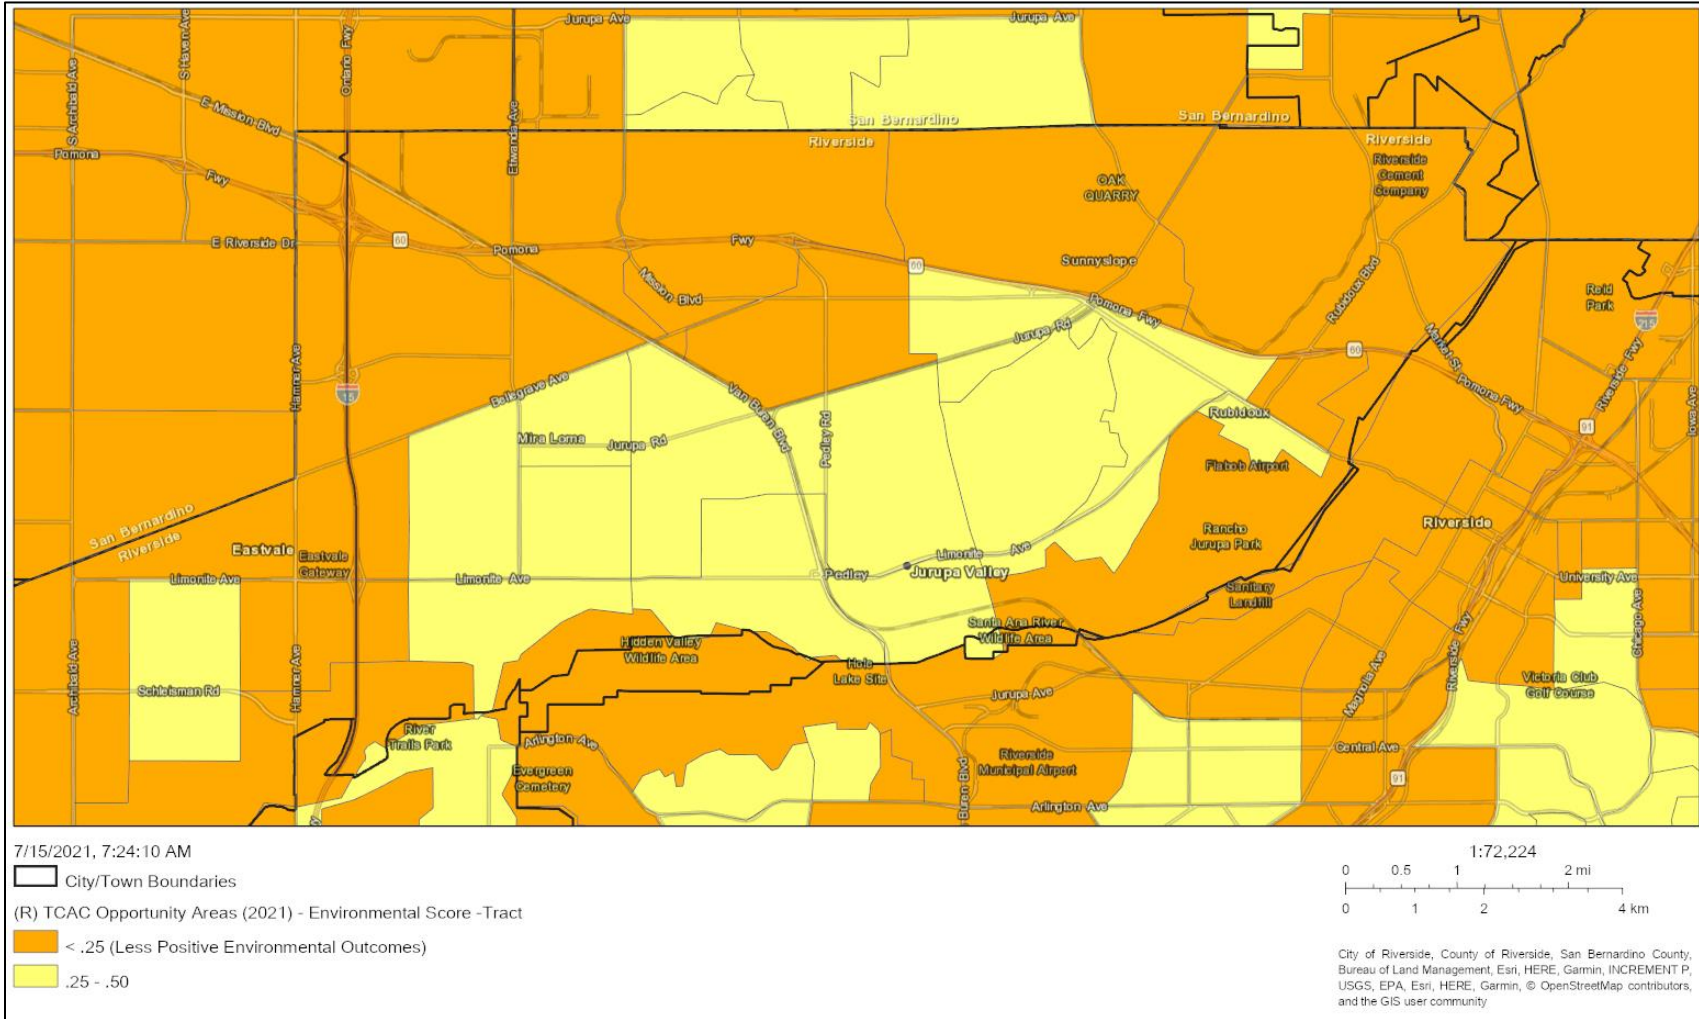 Jurupa Ave
Jurupa Ave
S Haven Ave
Ontario Fwy
S Archibald Ave
E Mission Blvd
Etiwanda Ave
San Bernardino
San Bernardino
Riverside
Riverside
Pomona
Fwy
Riverside
Cement
Company
OAK
QUARRY
E Riverside Dr
60
Pomona
Fwy
60
Sunnyslope
Mission Blvd
Pomona Fwy
Rubidoux Blvd
Reid
Park
215
Jurupa Rd
Market St
60
Pomona Fwy
Riverside Fwy
Hamner Ave
15
Bellegrave Ave
Van Buren Blvd
Iowa Ave
Rubidoux
91
Mira Loma
Jurupa Rd
Pedley Rd
Flabob Airport
San Bernardino
Riverside
Rancho
Jurupa Park
Riverside
Eastvale
Eastvale
Gateway
Limonite
Ave
Limonite Ave
Limonite Ave
Pedley
Jurupa Valley
University Ave
Sanitary
Landfill
Santa Ana River
Wildlife Area
Hidden Valley
Wildlife Area
Chicago Ave
Riverside Fwy
Archibald Ave
Hamner Ave
Hole
Lake Site
Schleisman Rd
Jurupa Ave
Magnolia Ave
Victoria Club
Golf Course
River
Trails Park
Arlington Ave
Central Ave
Riverside
Municipal Airport
Evergreen
Cemetery
91
Buren Blvd
Arlington Ave
7/15/2021, 7:24:10 AM
City/Town Boundaries
(R) TCAC Opportunity Areas (2021) - Environmental Score -Tract
< .25 (Less Positive Environmental Outcomes)
.25 - .50
1:72,224
0 0.5 1 2 mi
0 1 2 4 km
City of Riverside, County of Riverside, San Bernardino County,
Bureau of Land Management, Esri, HERE, Garmin, INCREMENT P,
USGS, EPA, Esri, HERE, Garmin, © OpenStreetMap contributors,
and the GIS user community